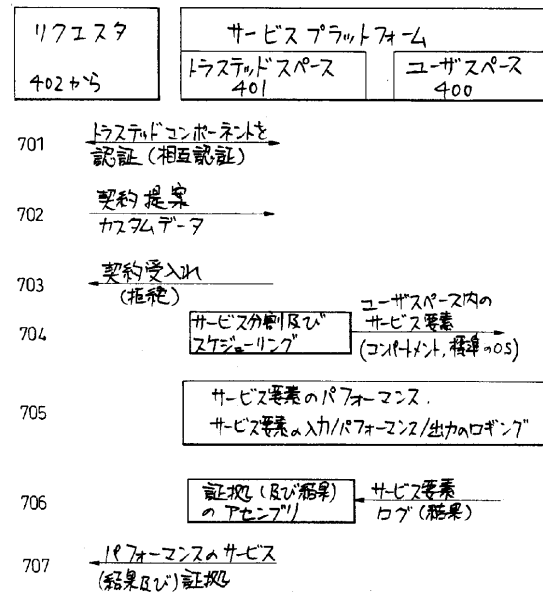 リクエスタ
402から
サービスプラットフォーム
トラステッドスペース
401
ユーザスペース
400
701
トラステッドコンポーネントを
認証(相互認証)
702
契約提案
カスタムデータ
703
契約受入れ
(拒絶)
704
サービス分割及び
スケジューリング
ユーザスペース内の
サービス要素
(コンパートメント,標準のOS)
705
サービス要素のパフォーマンス.
サービス要素の入力/パフォーマンス/出力のロギング
706
証拠(及び結果)
のアセンブリ
サービス要素
ログ(結果)
707
パフォーマンスのサービス
(結果及び)証拠